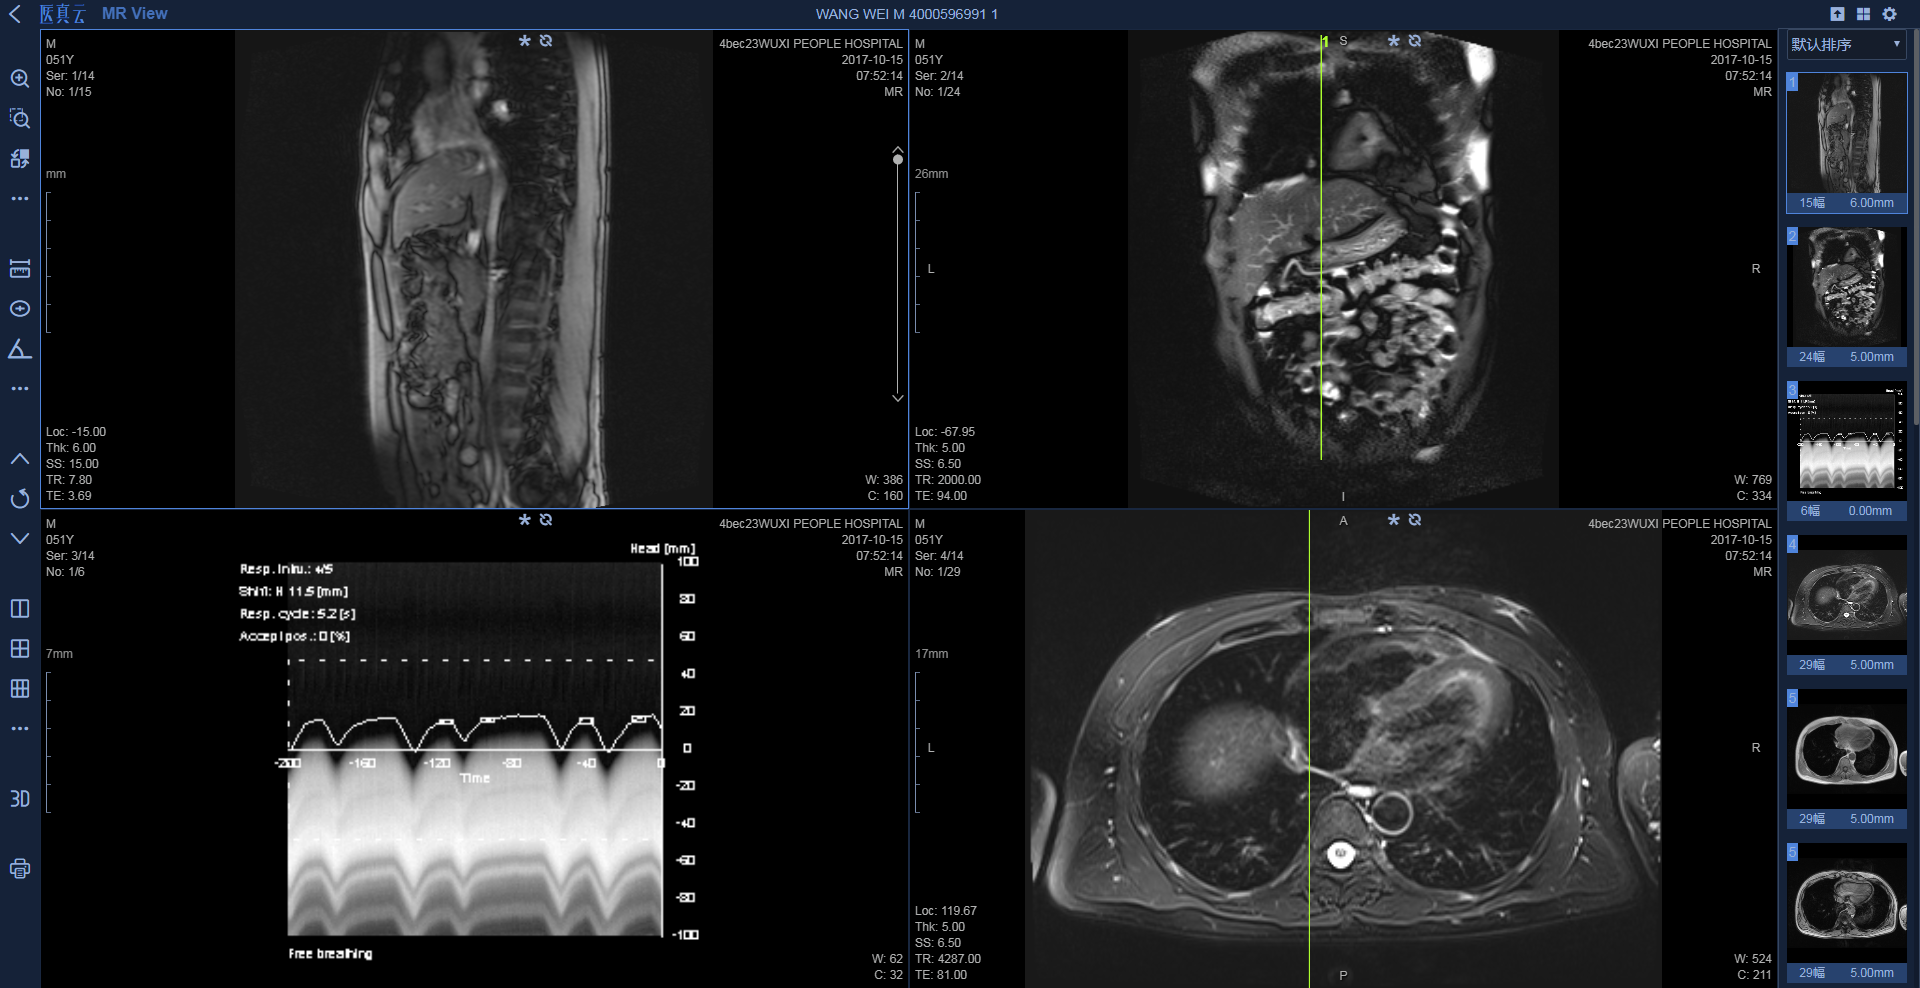 医真云 MR View
WANG WEI M 4000596991 1
M
051Y
Ser: 1/14
No: 1/15
4bec23WUXI PEOPLE HOSPITAL
2017-10-15
07:52:14
MR
mm
Loc: -15.00
Thk: 6.00
SS: 15.00
TR: 7.80
TE: 3.69
W: 386
C: 160
M
051Y
Ser: 2/14
No: 1/24
1 S
4bec23WUXI PEOPLE HOSPITAL
2017-10-15
07:52:14
MR
26mm
L
R
Loc: -67.95
Thk: 5.00
SS: 6.50
TR: 2000.00
TE: 94.00
I
W: 769
C: 334
M
051Y
Ser: 3/14
No: 1/6
4bec23WUXI PEOPLE HOSPITAL
2017-10-15
07:52:14
MR
7mm
Head [mm]
Resp. cycle: 5.2 [s]
100
80
60
40
20
0
-20
-40
-60
-80
-100
-200 -160 -120 -80 -40 0
Time
Free breathing
W: 62
C: 32
M
051Y
Ser: 4/14
No: 1/29
A
4bec23WUXI PEOPLE HOSPITAL
2017-10-15
07:52:14
MR
17mm
L
R
Loc: 119.67
Thk: 5.00
SS: 6.50
TR: 4287.00
TE: 81.00
P
W: 524
C: 211
3D
默认排序
1
15幅 6.00mm
2
24幅 5.00mm
3
6幅 0.00mm
4
29幅 5.00mm
5
29幅 5.00mm
5
29幅 5.00mm